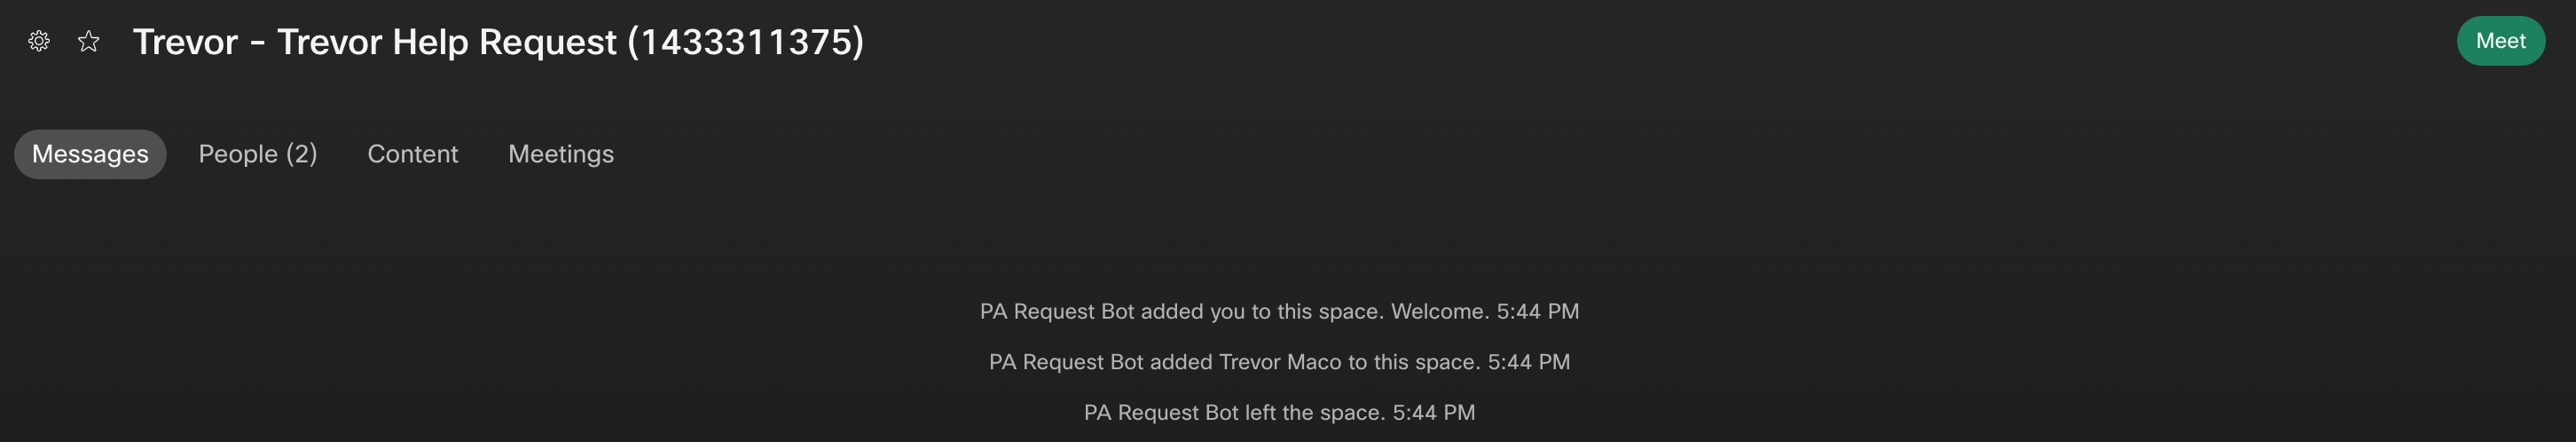 Trevor - Trevor Help Request (1433311375)
Meet
Messages People (2) Content Meetings
PA Request Bot added you to this space. Welcome. 5:44 PM
PA Request Bot added Trevor Maco to this space. 5:44 PM
PA Request Bot left the space. 5:44 PM